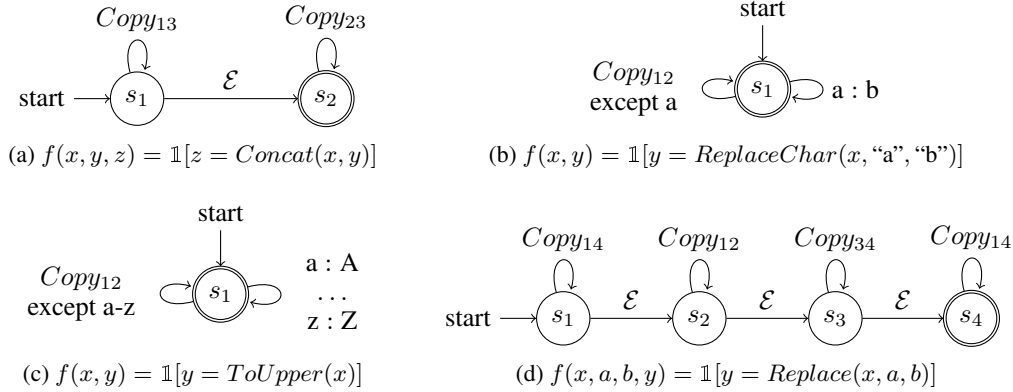 Copy₁₃
Copy₂₃
start
s₁
ℰ
s₂
(a) f(x, y, z) = 𝟙[z = Concat(x, y)]
start
Copy₁₂
except a
s₁
a : b
(b) f(x, y) = 𝟙[y = ReplaceChar(x, “a”, “b”)]
start
Copy₁₂
except a-z
s₁
a : A
...
z : Z
(c) f(x, y) = 𝟙[y = ToUpper(x)]
Copy₁₄
Copy₁₂
Copy₃₄
Copy₁₄
start
s₁
ℰ
s₂
ℰ
s₃
ℰ
s₄
(d) f(x, a, b, y) = 𝟙[y = Replace(x, a, b)]